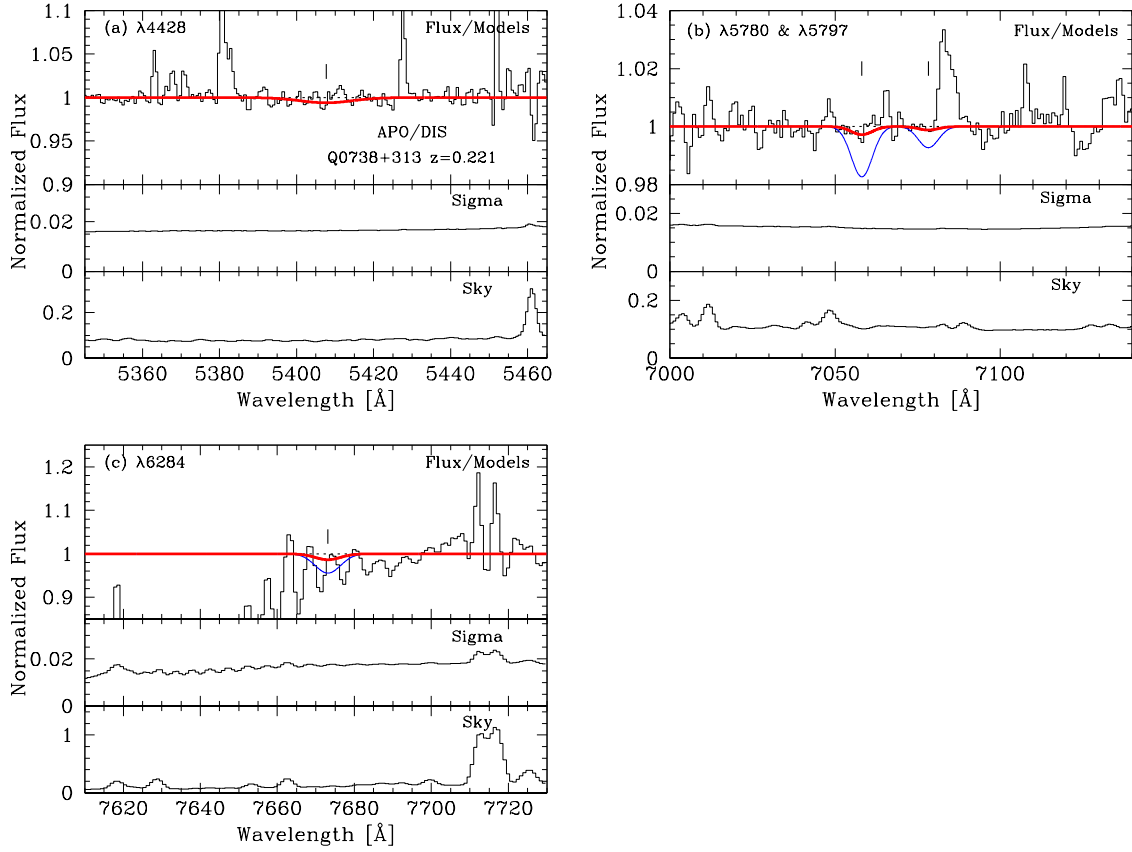 (a) λ4428 Flux/Models
1.1
1.05
1
0.95
0.9
APO/DIS
Q0738+313 z=0.221
Normalized Flux
Sigma
0.02
0
Sky
0.2
0
5360 5380 5400 5420 5440 5460
Wavelength [Å]
(b) λ5780 & λ5797 Flux/Models
1.04
1.02
1
0.98
Normalized Flux
Sigma
0.02
0
Sky
0.2
0
7000 7050 7100
Wavelength [Å]
(c) λ6284 Flux/Models
1.2
1.1
1
0.9
Normalized Flux
Sigma
0.02
0
Sky
1
0
7620 7640 7660 7680 7700 7720
Wavelength [Å]